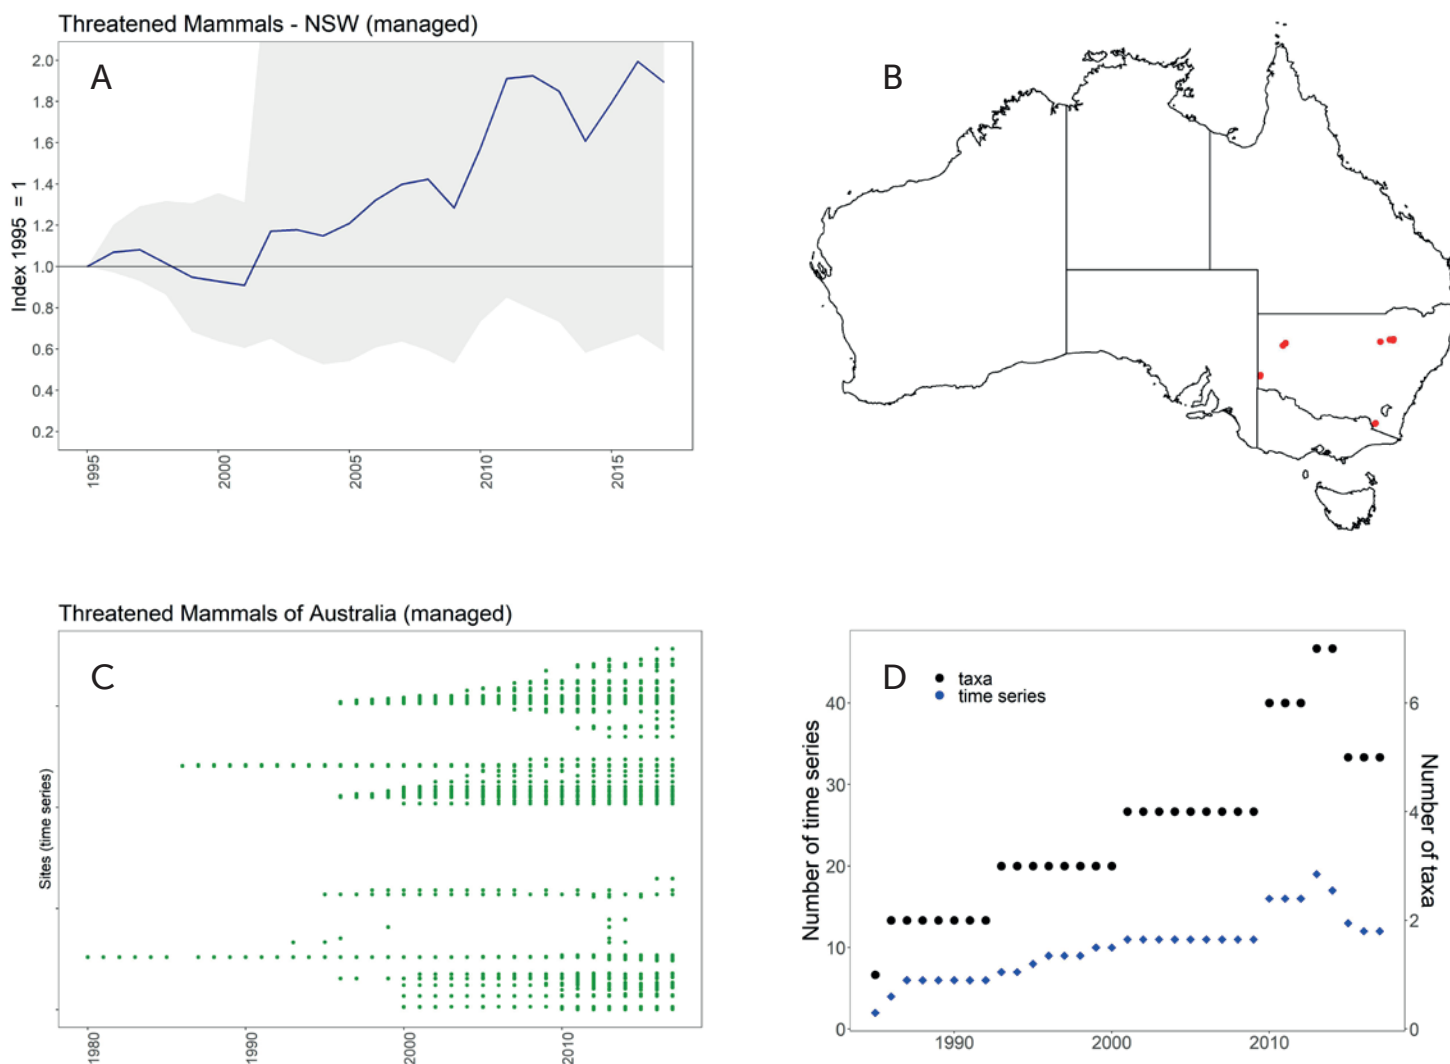 Threatened Mammals - NSW (managed)
A
Index 1995 = 1
2.0
1.8
1.6
1.4
1.2
1.0
0.8
0.6
0.4
0.2
1995
2000
2005
2010
2015
B
Threatened Mammals of Australia (managed)
C
Sites (time series)
1980
1990
2000
2010
D
taxa
time series
Number of time series
40
30
20
10
0
6
4
2
0
Number of taxa
1990
2000
2010